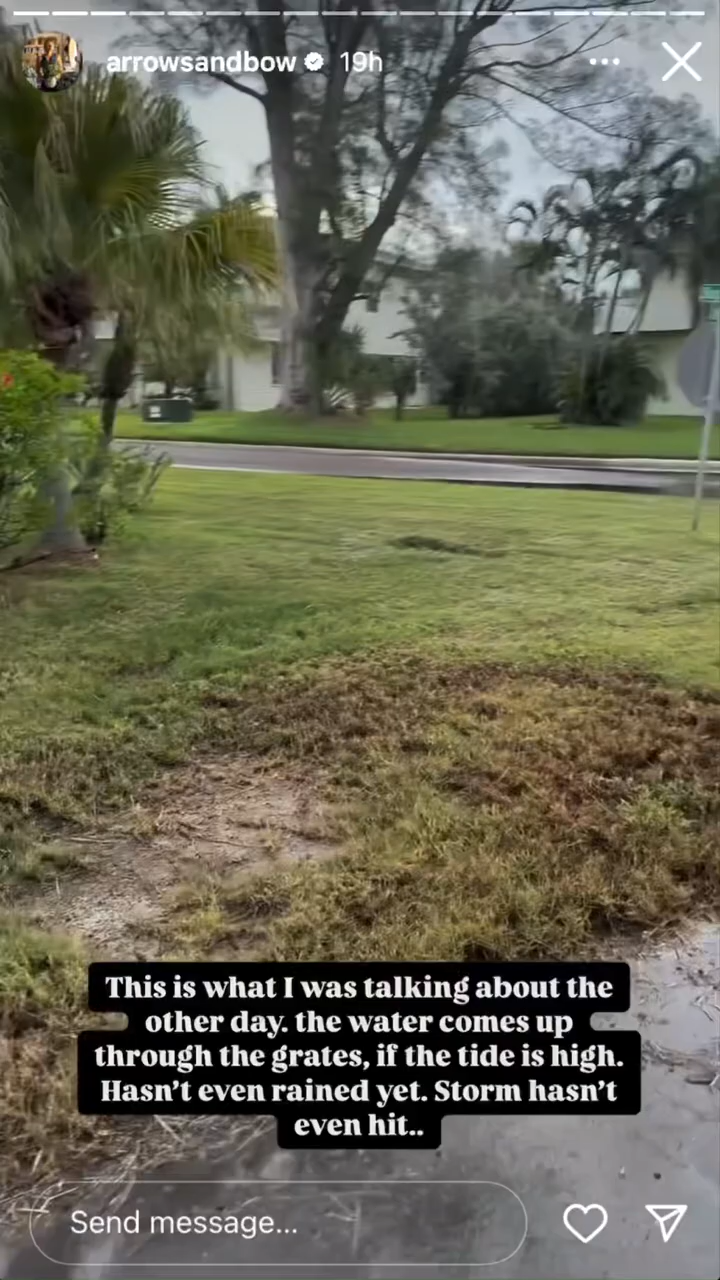 arrowsandbow 19h
This is what I was talking about the
other day. the water comes up
through the grates, if the tide is high.
Hasn't even rained yet. Storm hasn't
even hit..
Send message...